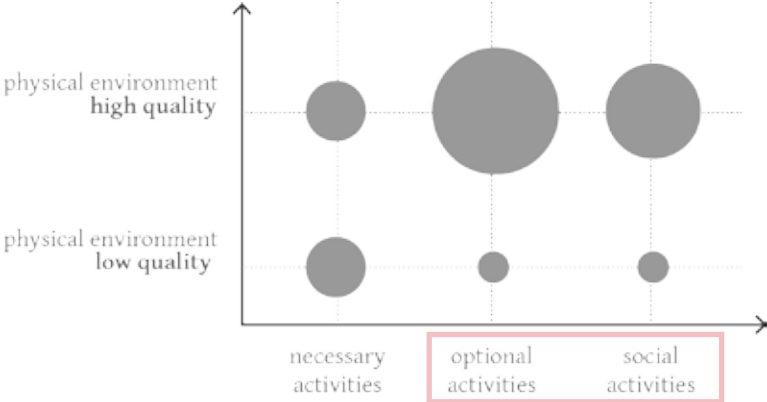 physical environment
high quality
physical environment
low quality
necessary
activities
optional
activities
social
activities